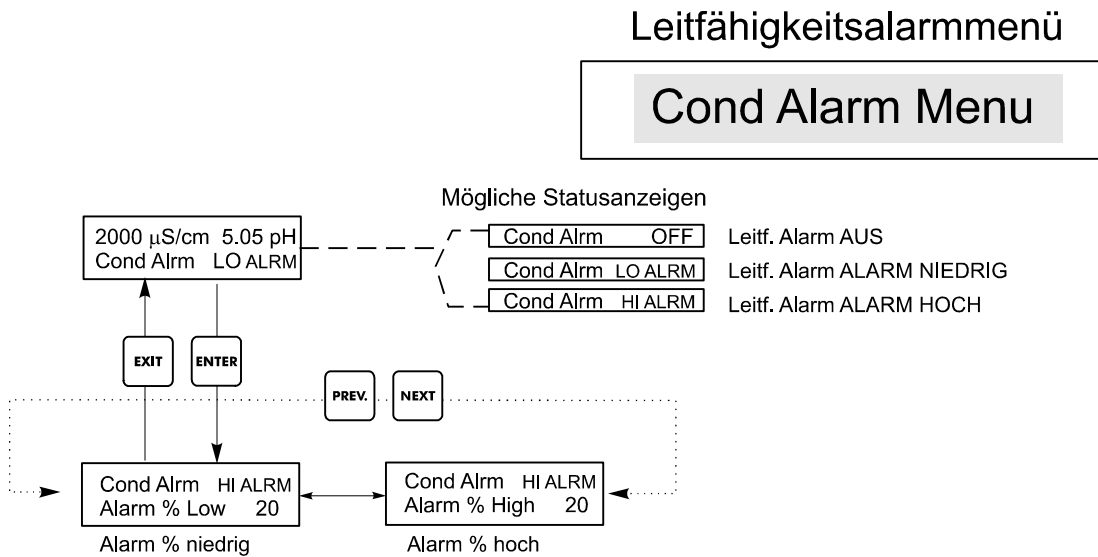 Leitfähigkeitsalarmmenü
Cond Alarm Menu
Mögliche Statusanzeigen
2000 µS/cm 5.05 pH
Cond Alrm LO ALRM
Cond Alrm OFF Leitf. Alarm AUS
Cond Alrm LO ALRM Leitf. Alarm ALARM NIEDRIG
Cond Alrm HI ALRM Leitf. Alarm ALARM HOCH
EXIT ENTER
PREV. NEXT
Cond Alrm HI ALRM
Alarm % Low 20
Alarm % niedrig
Cond Alrm HI ALRM
Alarm % High 20
Alarm % hoch